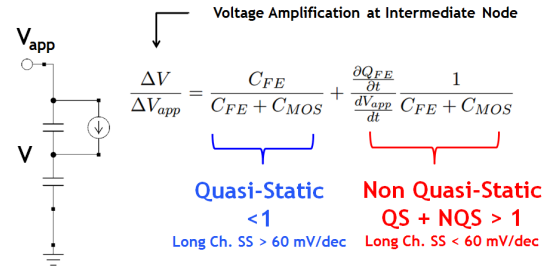 Voltage Amplification at Intermediate Node
V_app
ΔV / ΔV_app = C_FE / (C_FE + C_MOS) + (∂Q_FE/∂t) / (dV_app/dt) 1 / (C_FE + C_MOS)
V
Quasi-Static
<1
Long Ch. SS > 60 mV/dec
Non Quasi-Static
QS + NQS > 1
Long Ch. SS < 60 mV/dec